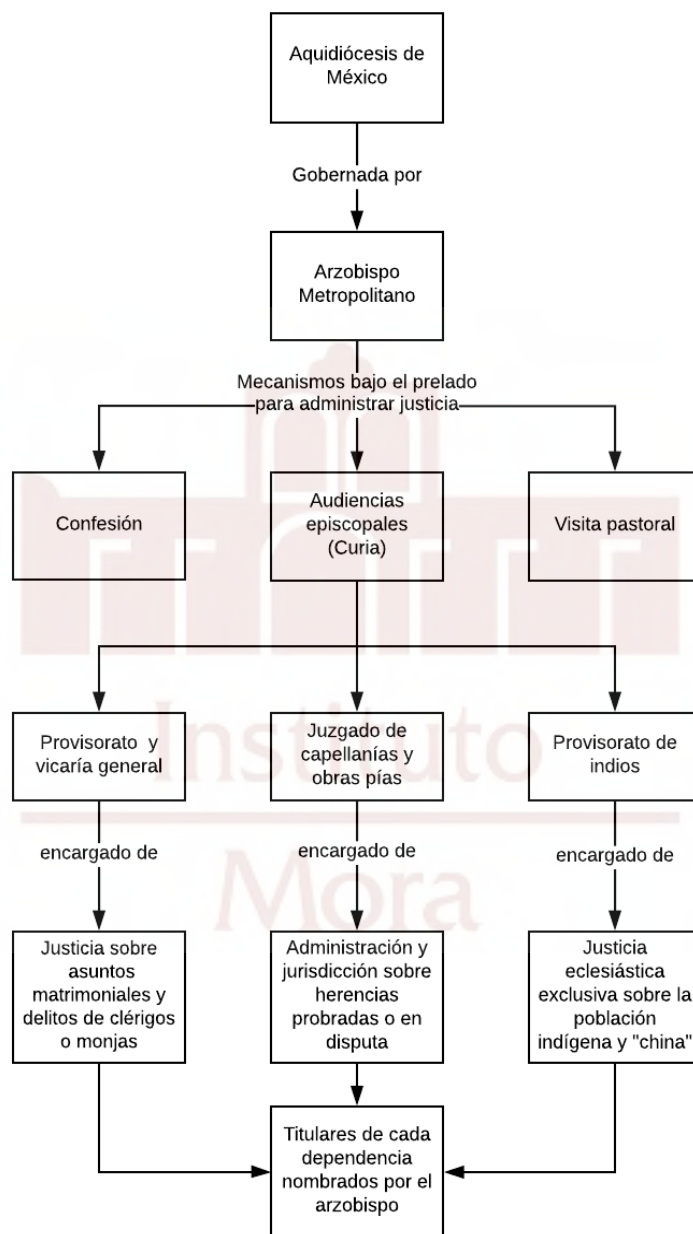 Aquidiócesis de
México
Gobernada por
Arzobispo
Metropolitano
Mecanismos bajo el prelado
para administrar justicia
Confesión
Audiencias
episcopales
(Curia)
Visita pastoral
Provisorato y
vicaría general
Juzgado de
capellanías y
obras pías
Provisorato de
indios
encargado de
encargado de
encargado de
Justicia sobre
asuntos
matrimoniales y
delitos de clérigos
o monjas
Administración y
jurisdicción sobre
herencias
probradas o en
disputa
Justicia
eclesiástica
exclusiva sobre la
población
indígena y "china"
Titulares de cada
dependencia
nombrados por el
arzobispo
Instituto
Mora